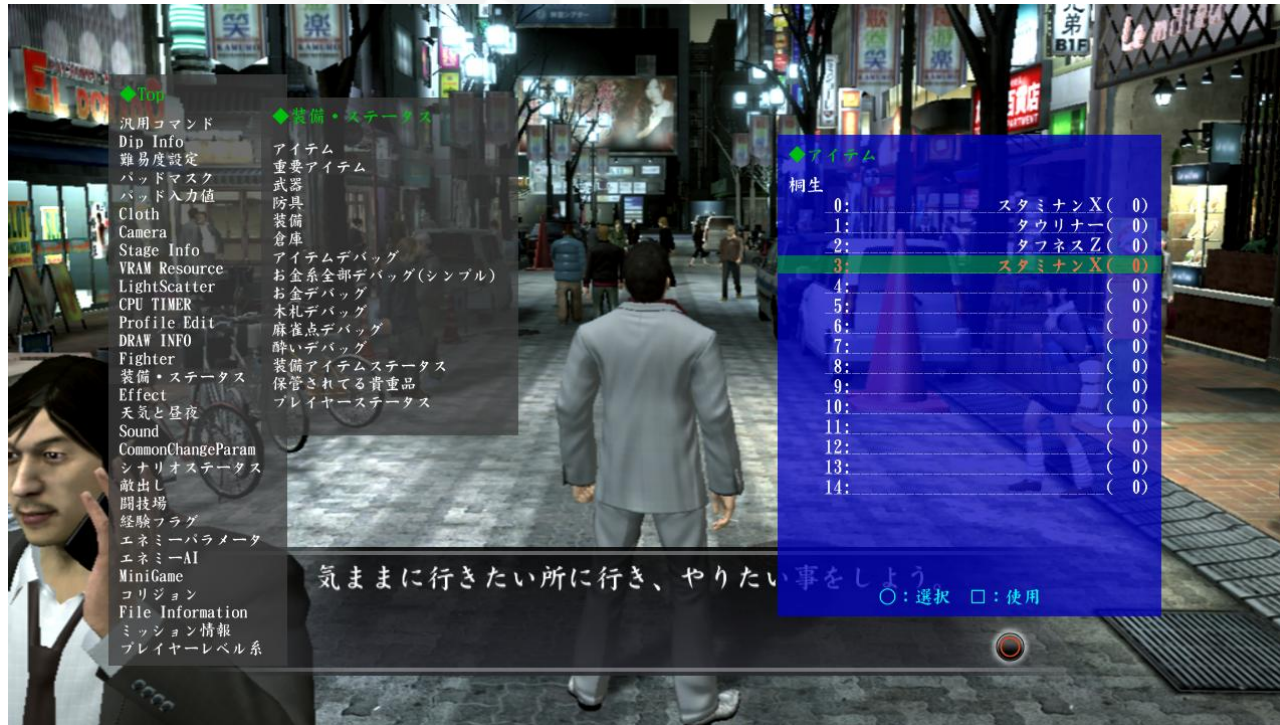 ◆Top
汎用コマンド
Dip Info
難易度設定
パッドマスク
パッド入力値
Cloth
Camera
Stage Info
VRAM Resource
LightScatter
CPU TIMER
Profile Edit
DRAW INFO
Fighter
装備・ステータス
Effect
天気と昼夜
Sound
CommonChangeParam
シナリオステータス
敵出し
闘技場
経験フラグ
エネミーパラメータ
エネミーAI
MiniGame
コリジョン
File Information
ミッション情報
プレイヤーレベル系
◆装備・ステータス
アイテム
重要アイテム
武器
防具
装備
倉庫
アイテムデバッグ
お金系全部デバッグ(シンプル)
お金デバッグ
木札デバッグ
麻雀点デバッグ
酔いデバッグ
装備アイテムステータス
保管されてる貴重品
プレイヤーステータス
◆アイテム
桐生
0: スタミナンX( 0)
1: タウリナー( 0)
2: タフネスZ( 0)
3: スタミナンX( 0)
4: ( 0)
5: ( 0)
6: ( 0)
7: ( 0)
8: ( 0)
9: ( 0)
10: ( 0)
11: ( 0)
12: ( 0)
13: ( 0)
14: ( 0)
○：選択 □：使用
気ままに行きたい所に行き、やりたい事をしよう。
笑
楽
歌
笑
楽
弟
B1F